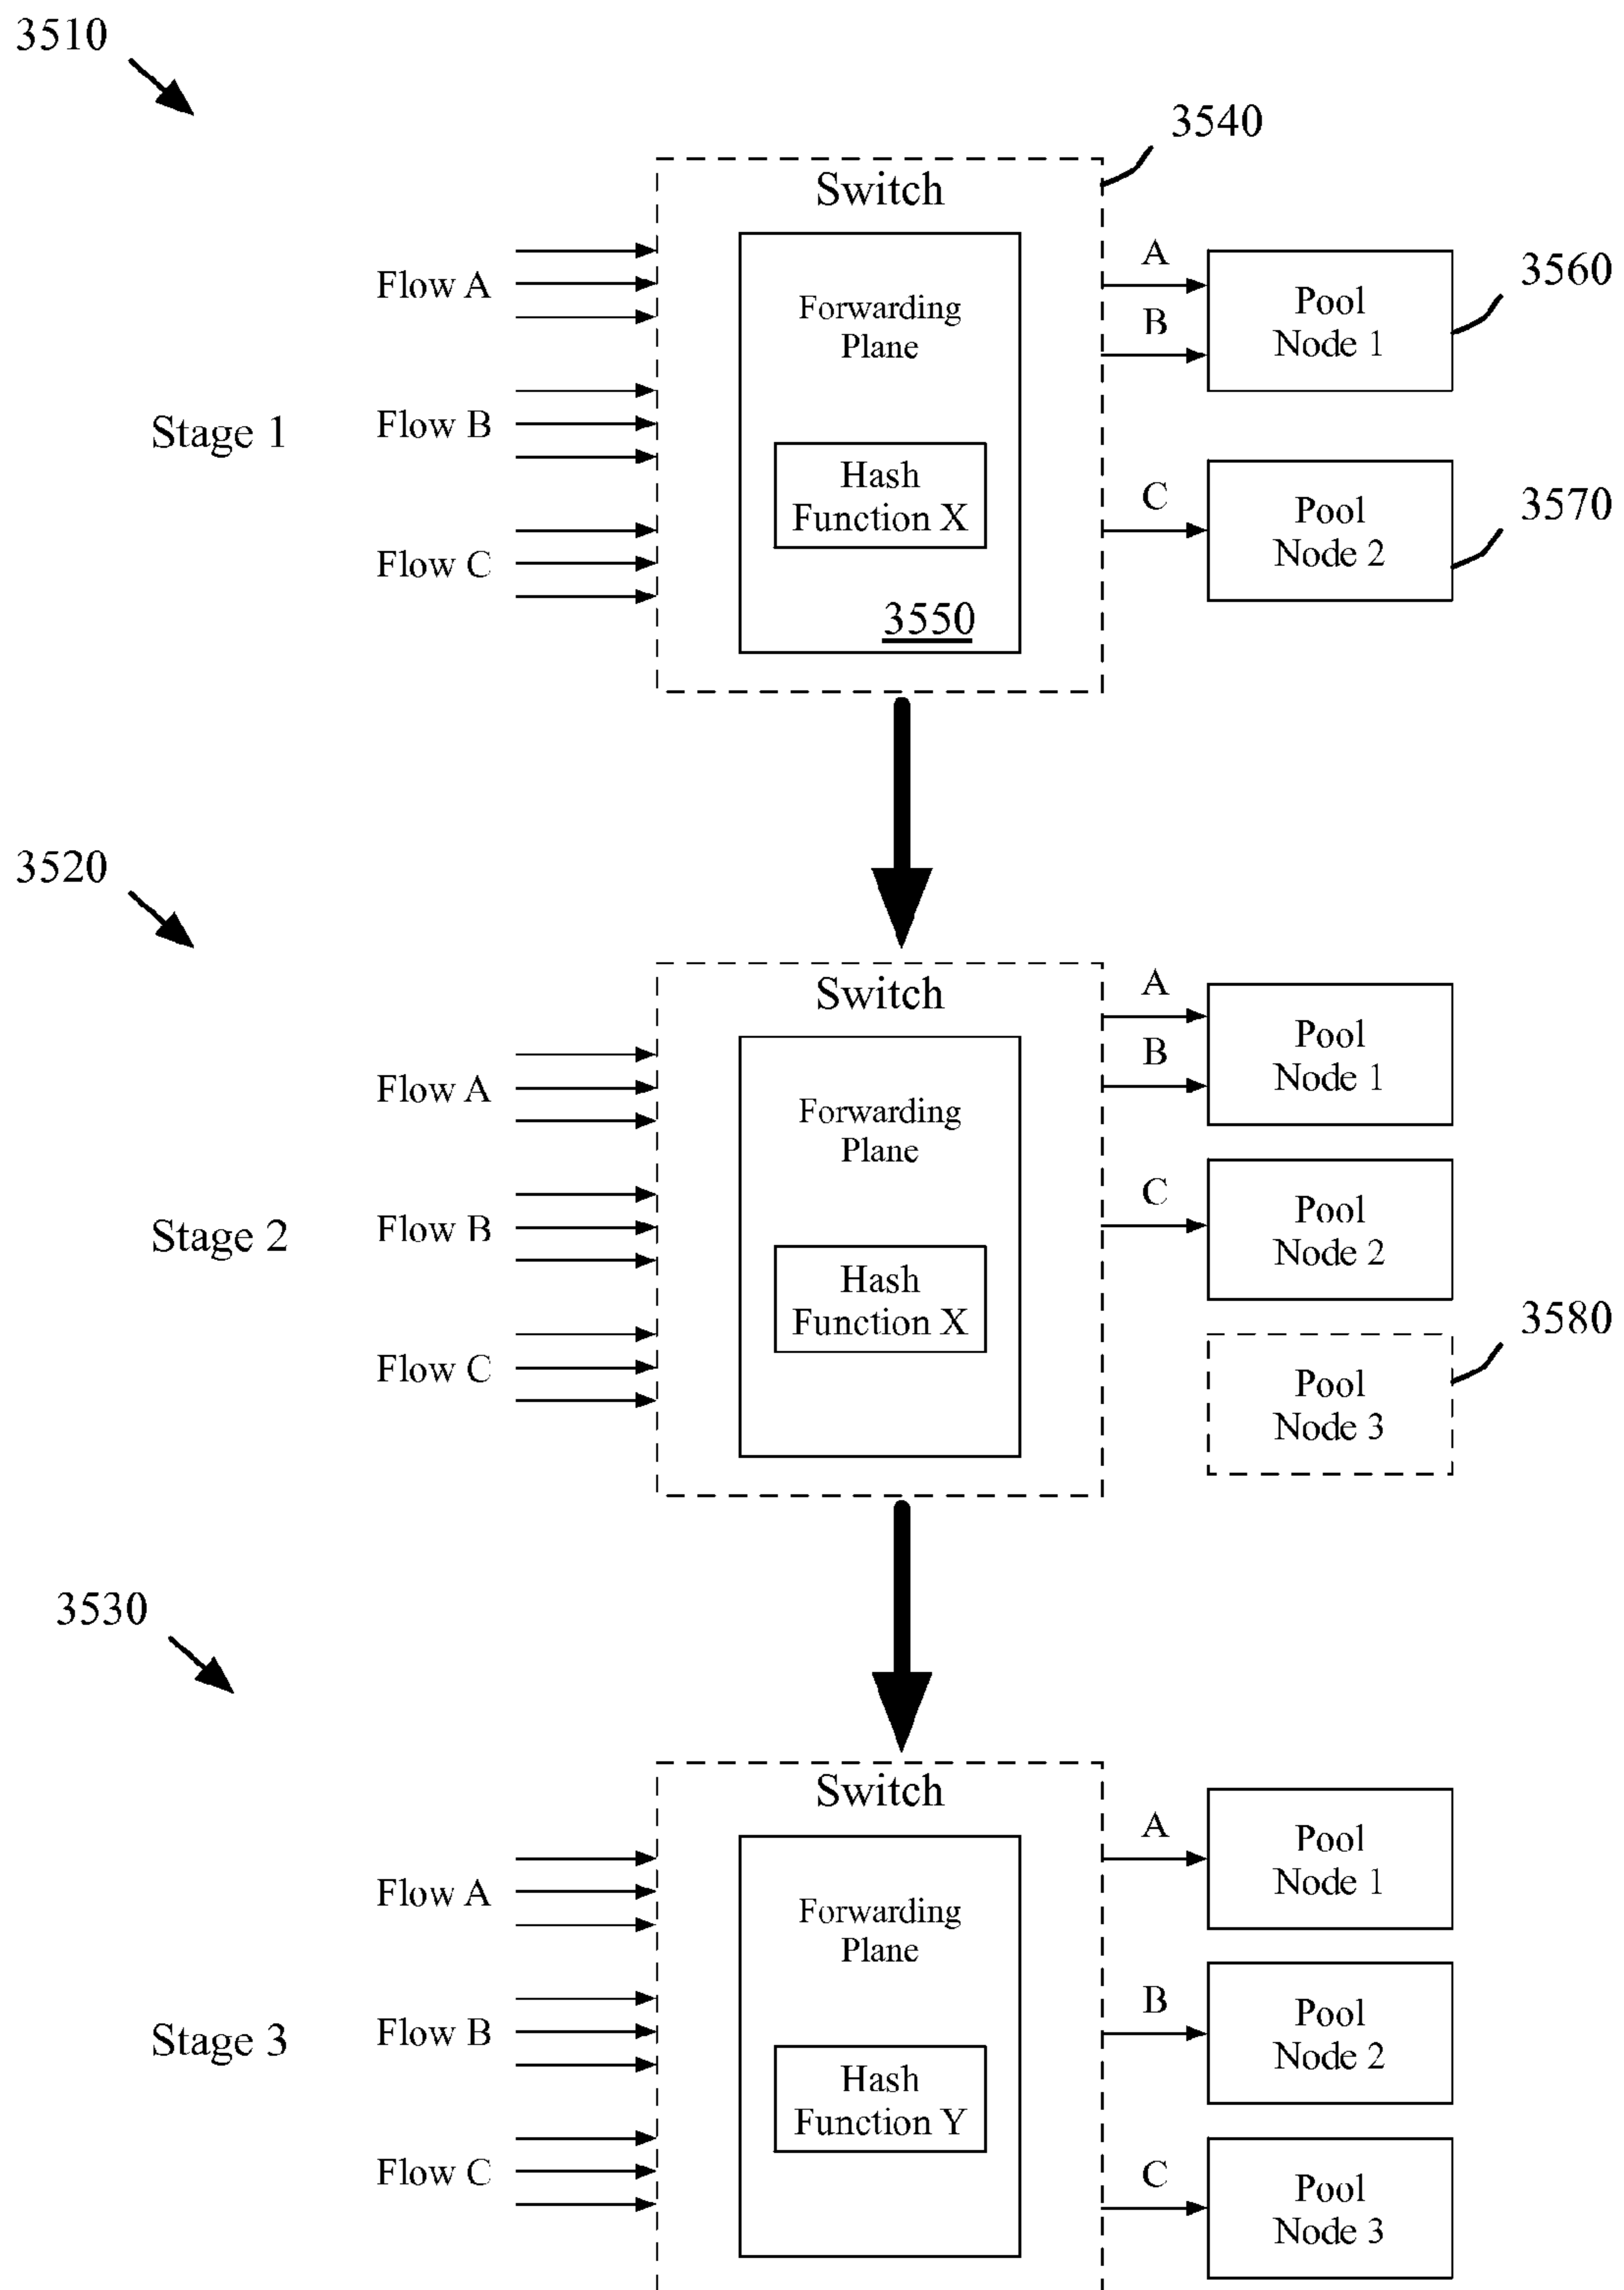 3510
3540
Switch
A
3560
Flow A
Forwarding
Plane
Pool
Node 1
B
Stage 1
Flow B
Hash
Function X
C
Pool
Node 2
3570
Flow C
3550
3520
Switch
A
Pool
Node 1
Flow A
Forwarding
Plane
B
Stage 2
Flow B
Hash
Function X
C
Pool
Node 2
3580
Flow C
Pool
Node 3
3530
Switch
A
Pool
Node 1
Flow A
Forwarding
Plane
Stage 3
Flow B
B
Pool
Node 2
Hash
Function Y
Flow C
C
Pool
Node 3